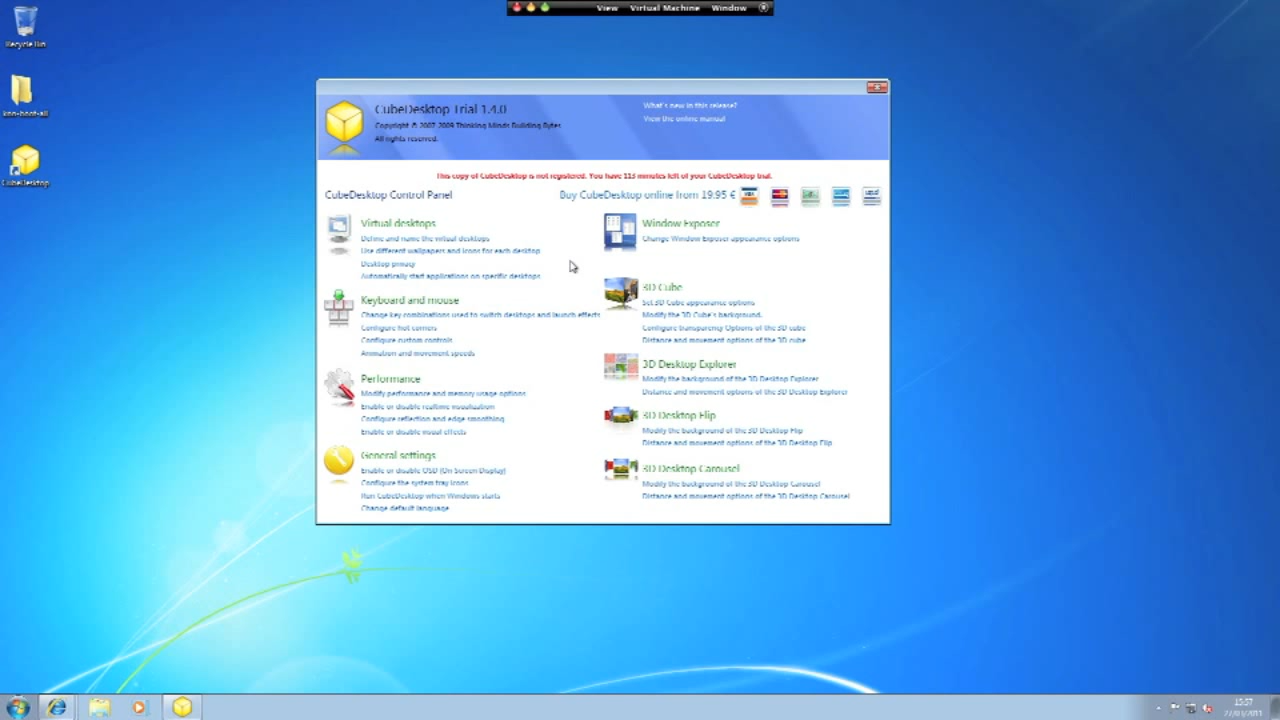 View Virtual Machine Window
Recycle Bin
kon-boot-all
CubeDesktop
CubeDesktop Trial 1.4.0
Copyright © 2007-2009 Thinking Minds Building Bytes
All rights reserved.
What's new in this release?
View the online manual
This copy of CubeDesktop is not registered. You have 113 minutes left of your CubeDesktop trial.
CubeDesktop Control Panel
Buy CubeDesktop online from 19.95 €
VISA
Virtual desktops
Define and name the virtual desktops
Use different wallpapers and icons for each desktop
Desktop privacy
Automatically start applications on specific desktops
Keyboard and mouse
Change key combinations used to switch desktops and launch effects
Configure hot corners
Configure custom controls
Animation and movement speeds
Performance
Modify performance and memory usage options
Enable or disable realtime visualization
Configure reflection and edge smoothing
Enable or disable visual effects
General settings
Enable or disable OSD (On Screen Display)
Configure the system tray icons
Run CubeDesktop when Windows starts
Change default language
Window Exposer
Change Window Exposer appearance options
3D Cube
Set 3D Cube appearance options
Modify the 3D Cube's background.
Configure transparency Options of the 3D cube
Distance and movement options of the 3D cube
3D Desktop Explorer
Modify the background of the 3D Desktop Explorer
Distance and movement options of the 3D Desktop Explorer
3D Desktop Flip
Modify the background of the 3D Desktop Flip
Distance and movement options of the 3D Desktop Flip
3D Desktop Carousel
Modify the background of the 3D Desktop Carousel
Distance and movement options of the 3D Desktop Carousel
15:57